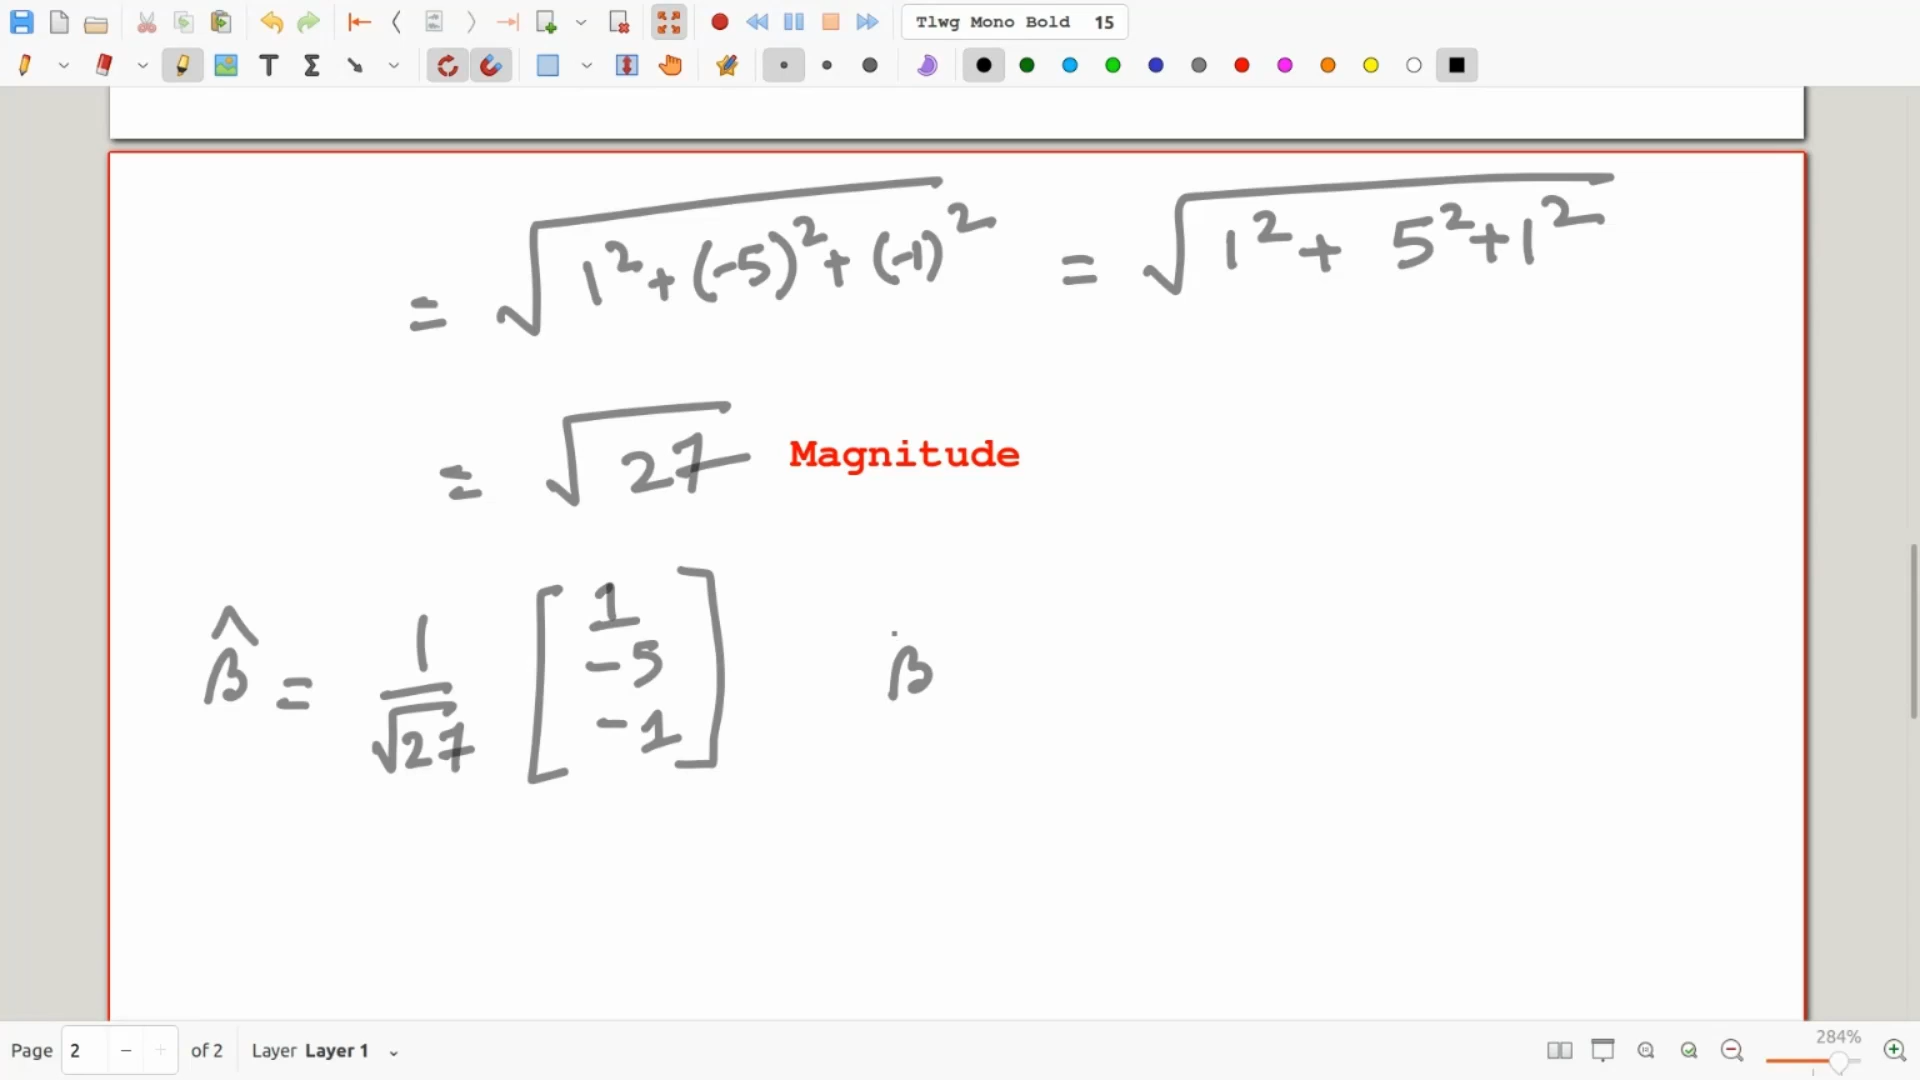 Tlwg Mono Bold 15
= √(1² + (-5)² + (-1)²) = √(1² + 5² + 1²)
= √27 Magnitude
β̂ = 1/√27 [1 -5 -1] β
Page 2 of 2 Layer Layer 1 284%